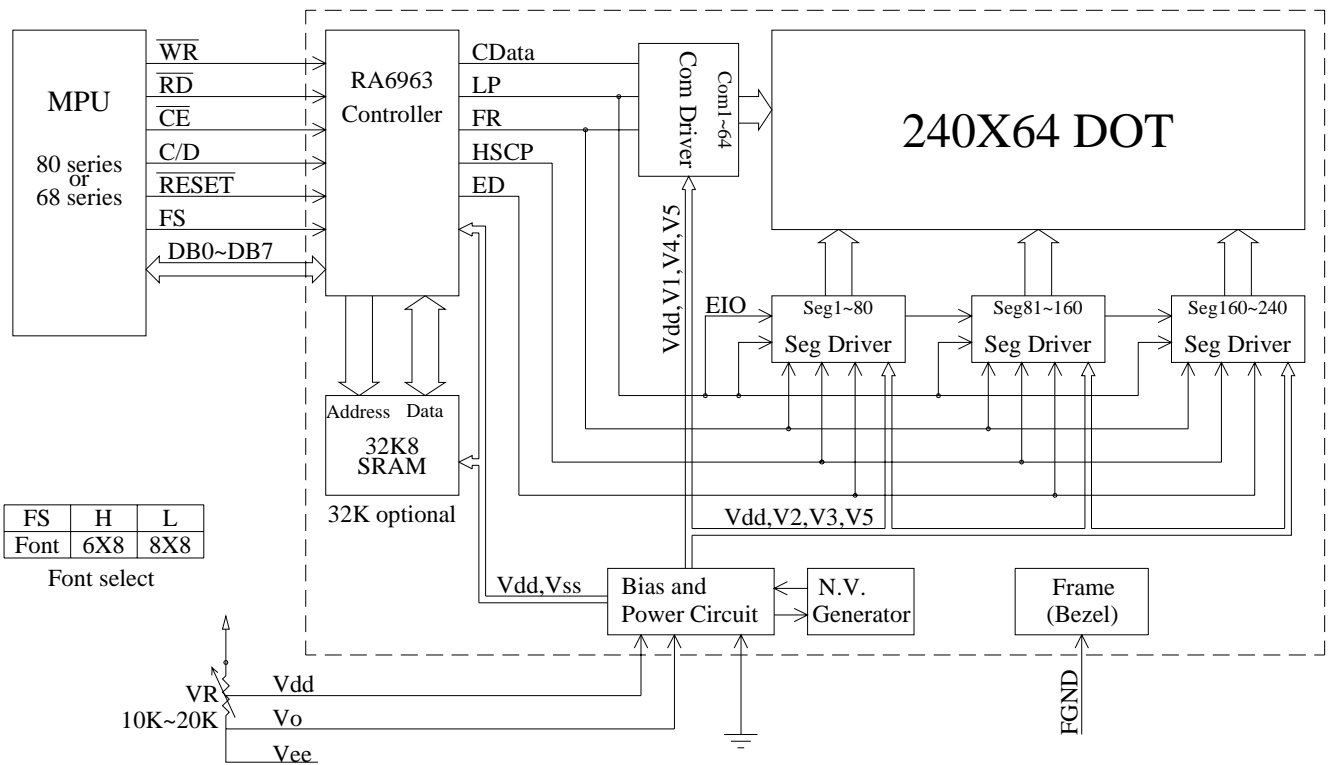 MPU
80 series
or
68 series
WR
RD
CE
C/D
RESET
FS
DB0~DB7
RA6963
Controller
CData
LP
FR
HSCP
ED
Com Driver
Com1~64
240X64 DOT
Vdd,V1,V4,V5
EIO
Seg1~80
Seg Driver
Seg81~160
Seg Driver
Seg160~240
Seg Driver
Address Data
32K8
SRAM
32K optional
FS H L
Font 6X8 8X8
Font select
Vdd,V2,V3,V5
Vdd,Vss
Bias and
Power Circuit
N.V.
Generator
Frame
(Bezel)
FGND
VR
10K~20K
Vdd
Vo
Vee